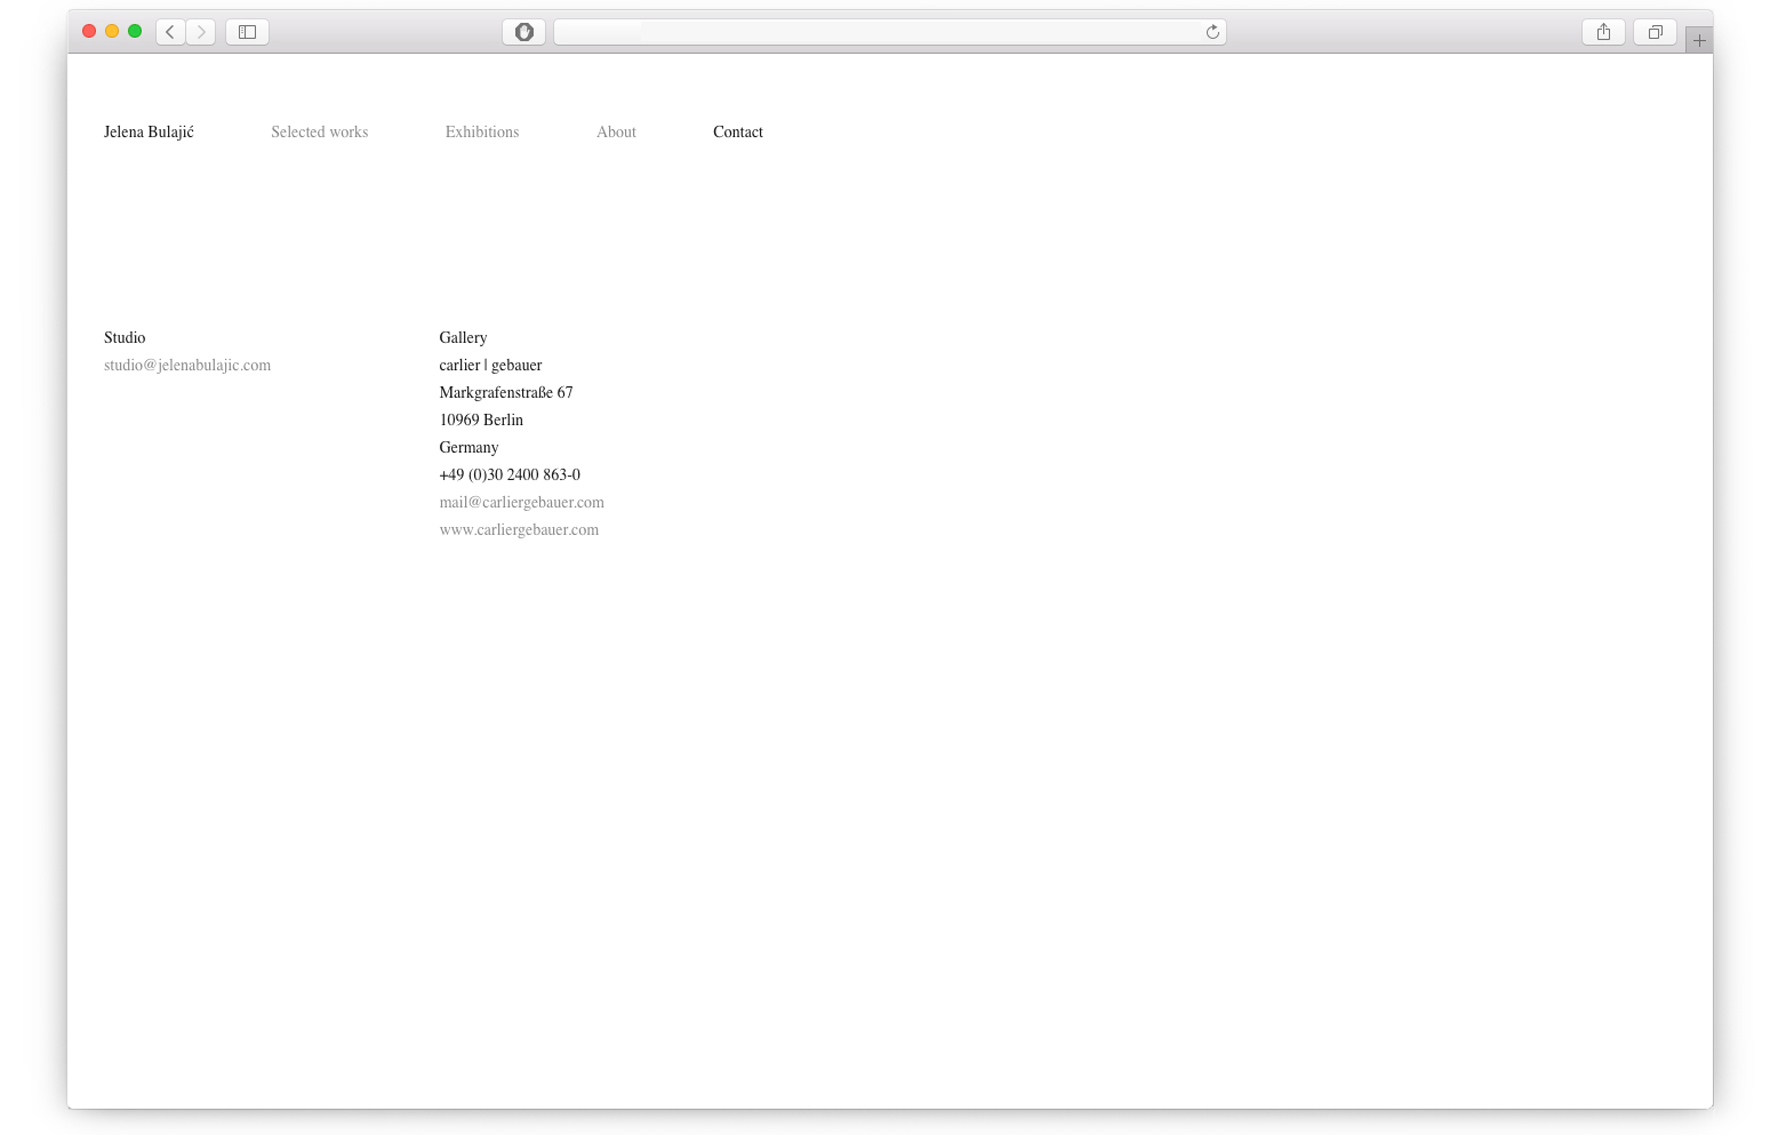 Jelena Bulajić Selected works Exhibitions About Contact
Studio
studio@jelenabulajic.com
Gallery
carlier | gebauer
Markgrafenstraße 67
10969 Berlin
Germany
+49 (0)30 2400 863-0
mail@carliergebauer.com
www.carliergebauer.com